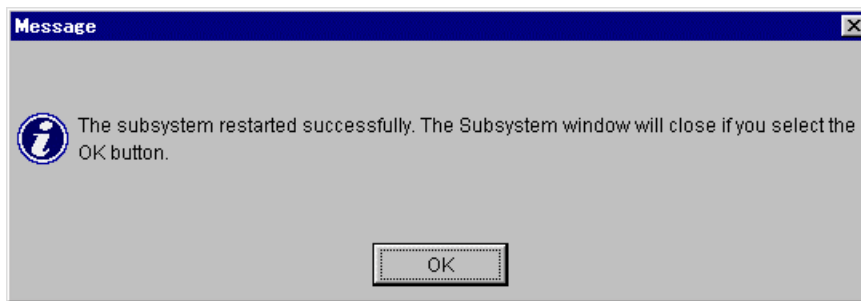 Message
The subsystem restarted successfully. The Subsystem window will close if you select the
OK button.
OK